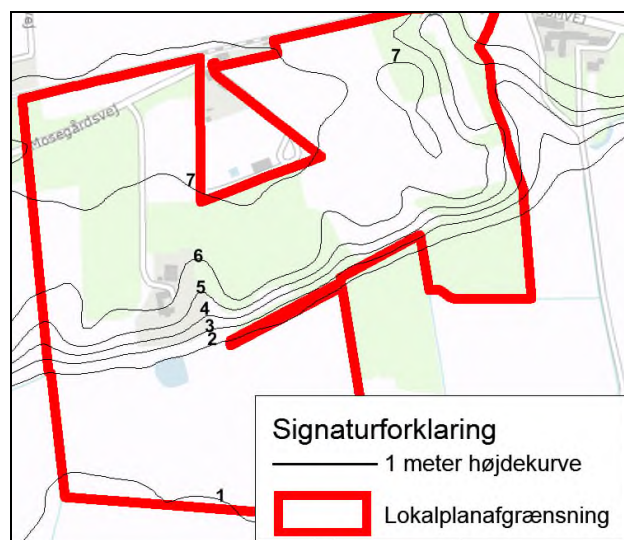 Mosegårdsvej
7
7
6
5
4
3
2
1
Signaturforklaring
1 meter højdekurve
Lokalplanafgrænsning